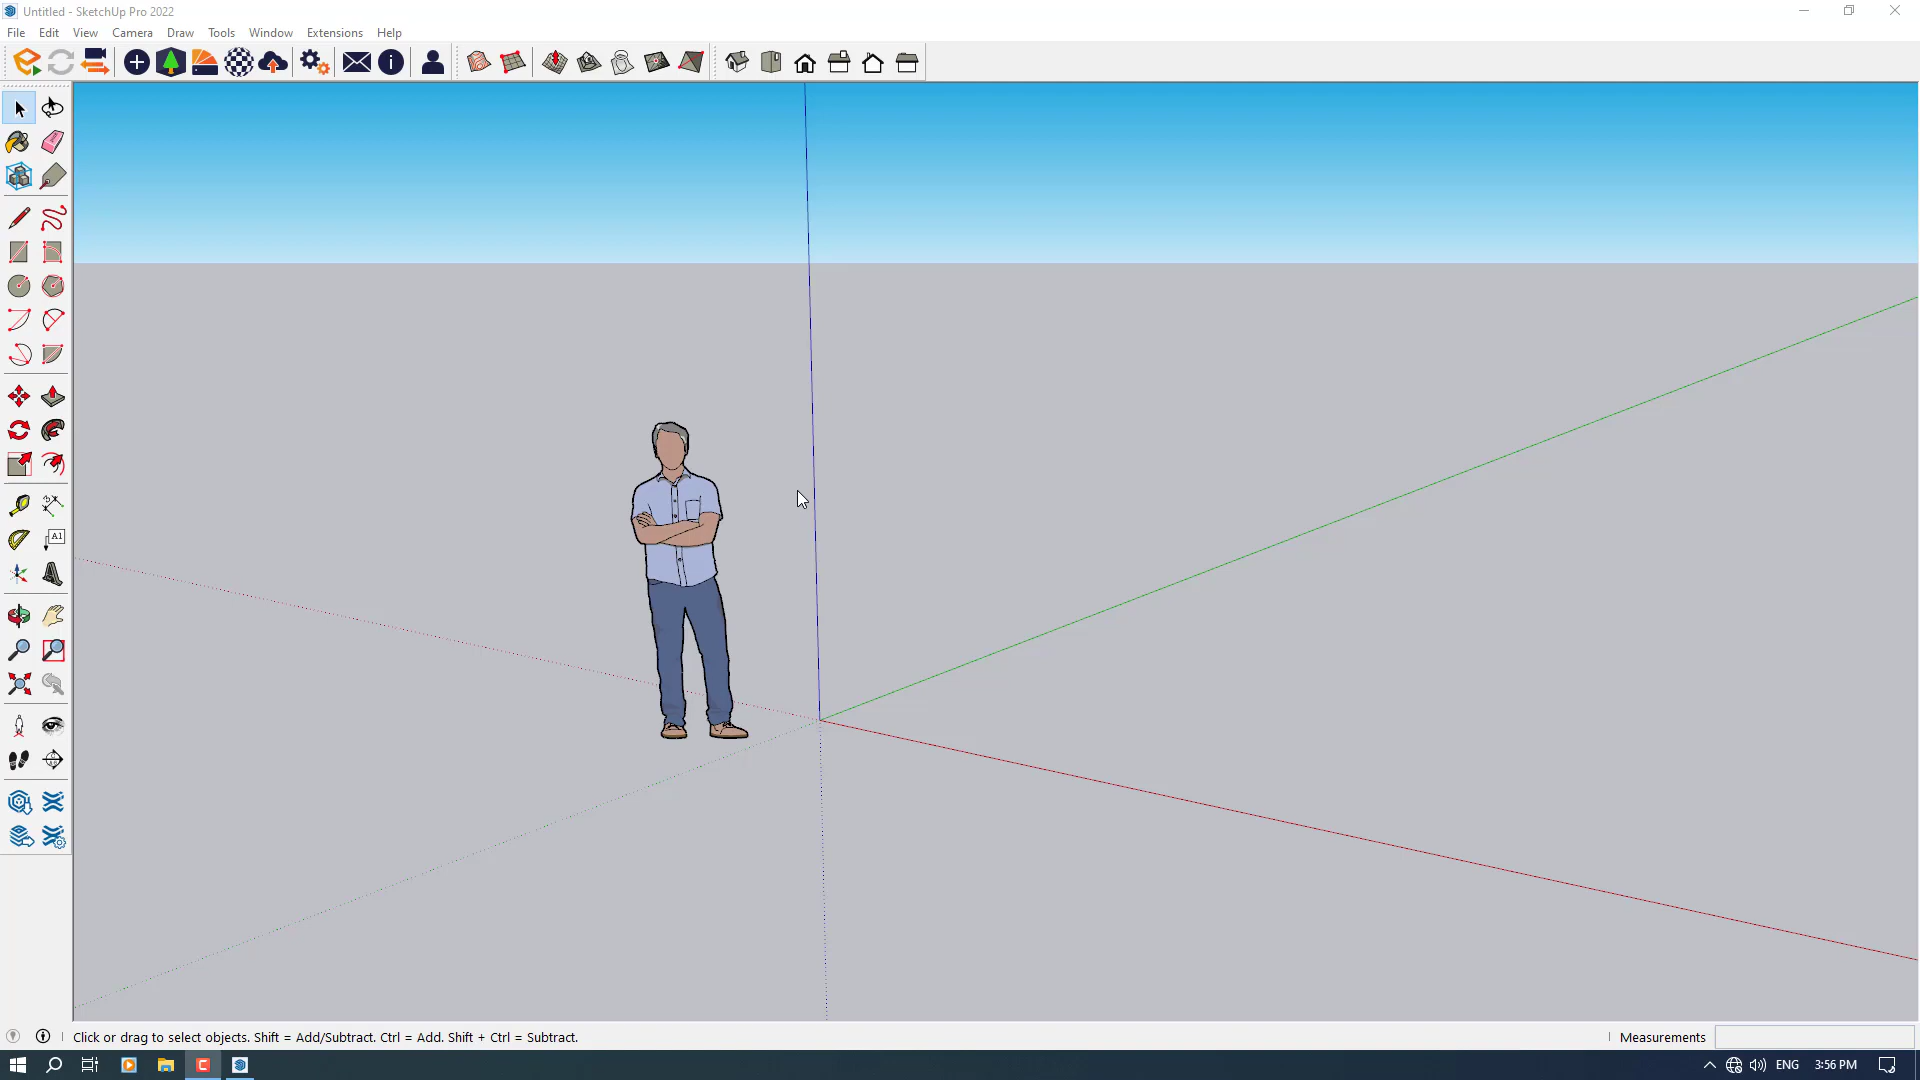 Untitled - SketchUp Pro 2022
File Edit View Camera Draw Tools Window Extensions Help
A1
Click or drag to select objects. Shift = Add/Subtract. Ctrl = Add. Shift + Ctrl = Subtract.
Measurements
ENG
3:56 PM